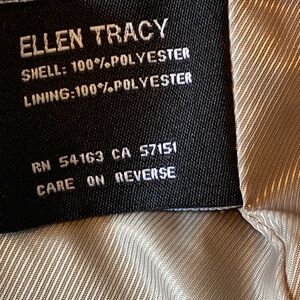 ELLEN TRACY
SHELL: 100%POLYESTER
LINING:100%POLYESTER
RN 54163 CA 57151
CARE ON REVERSE